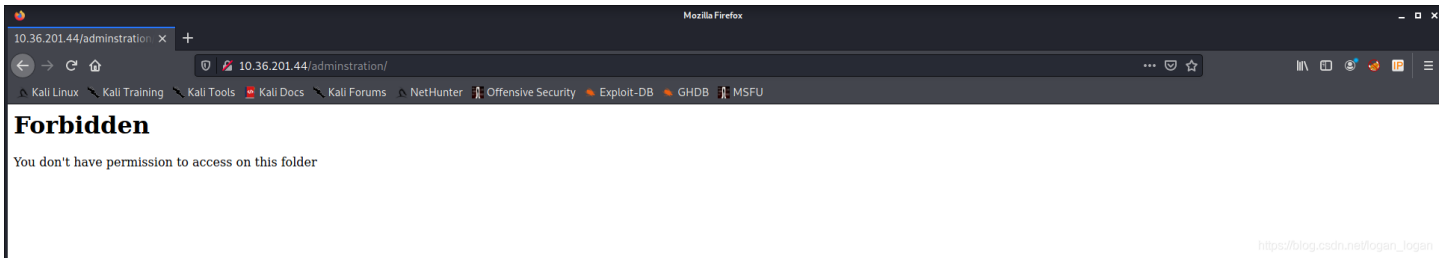 Mozilla Firefox
10.36.201.44/adminstration
10.36.201.44/adminstration/
Kali Linux Kali Training Kali Tools Kali Docs Kali Forums NetHunter Offensive Security Exploit-DB GHDB MSFU
Forbidden
You don't have permission to access on this folder
https://blog.csdn.net/logan_logan